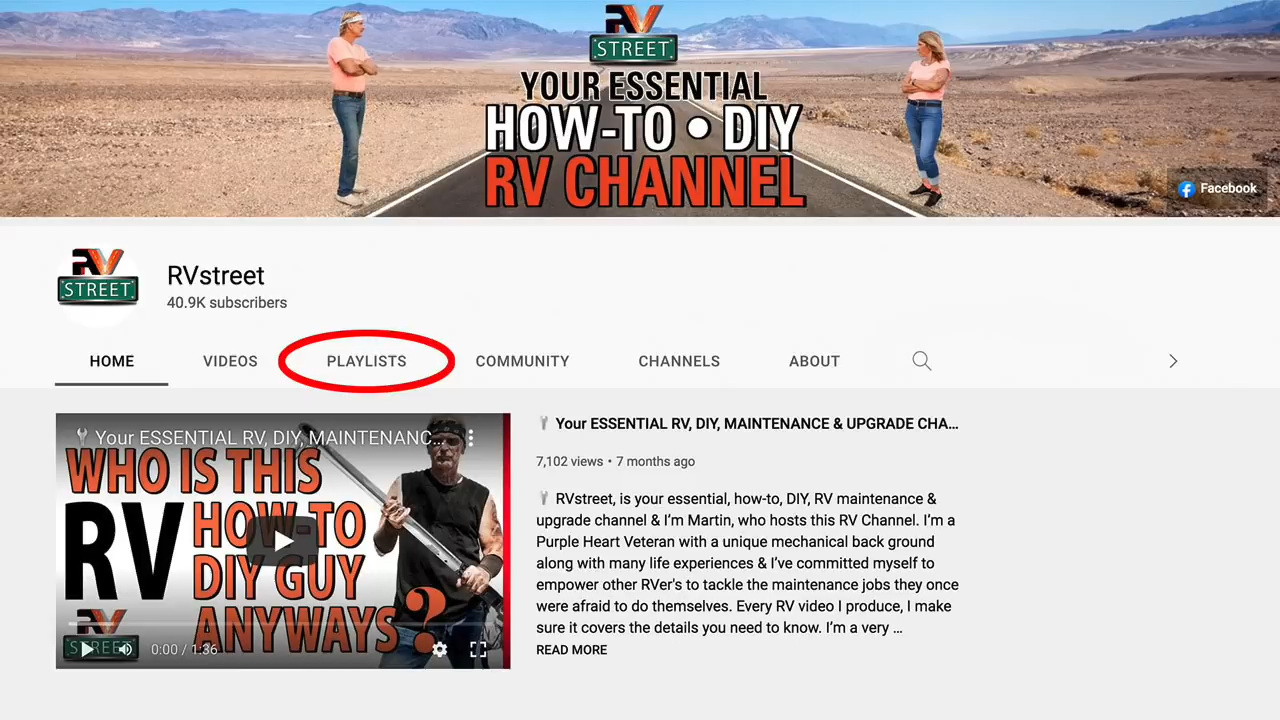 RV
STREET
YOUR ESSENTIAL
HOW-TO • DIY
RV CHANNEL
Facebook
RV
STREET
RVstreet
40.9K subscribers
HOME VIDEOS PLAYLISTS COMMUNITY CHANNELS ABOUT
Your ESSENTIAL RV, DIY, MAINTENANC...
WHO IS THIS
RV HOW-TO
DIY GUY
ANYWAYS ?
RV
STREET
0:00 / 1:36
Your ESSENTIAL RV, DIY, MAINTENANCE & UPGRADE CHA...
7,102 views • 7 months ago
RVstreet, is your essential, how-to, DIY, RV maintenance &
upgrade channel & I'm Martin, who hosts this RV Channel. I'm a
Purple Heart Veteran with a unique mechanical back ground
along with many life experiences & I've committed myself to
empower other RVer's to tackle the maintenance jobs they once
were afraid to do themselves. Every RV video I produce, I make
sure it covers the details you need to know. I'm a very ...
READ MORE